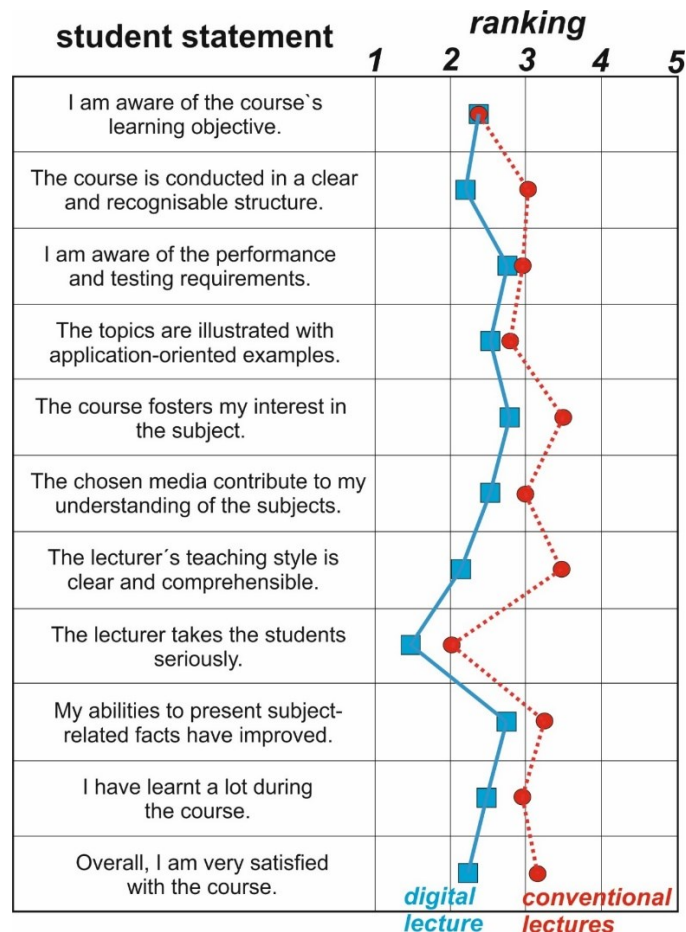 student statement
ranking
1 2 3 4 5
I am aware of the course`s
learning objective.
The course is conducted in a clear
and recognisable structure.
I am aware of the performance
and testing requirements.
The topics are illustrated with
application-oriented examples.
The course fosters my interest in
the subject.
The chosen media contribute to my
understanding of the subjects.
The lecturer´s teaching style is
clear and comprehensible.
The lecturer takes the students
seriously.
My abilities to present subject-
related facts have improved.
I have learnt a lot during
the course.
Overall, I am very satisfied
with the course.
digital
lecture
conventional
lectures